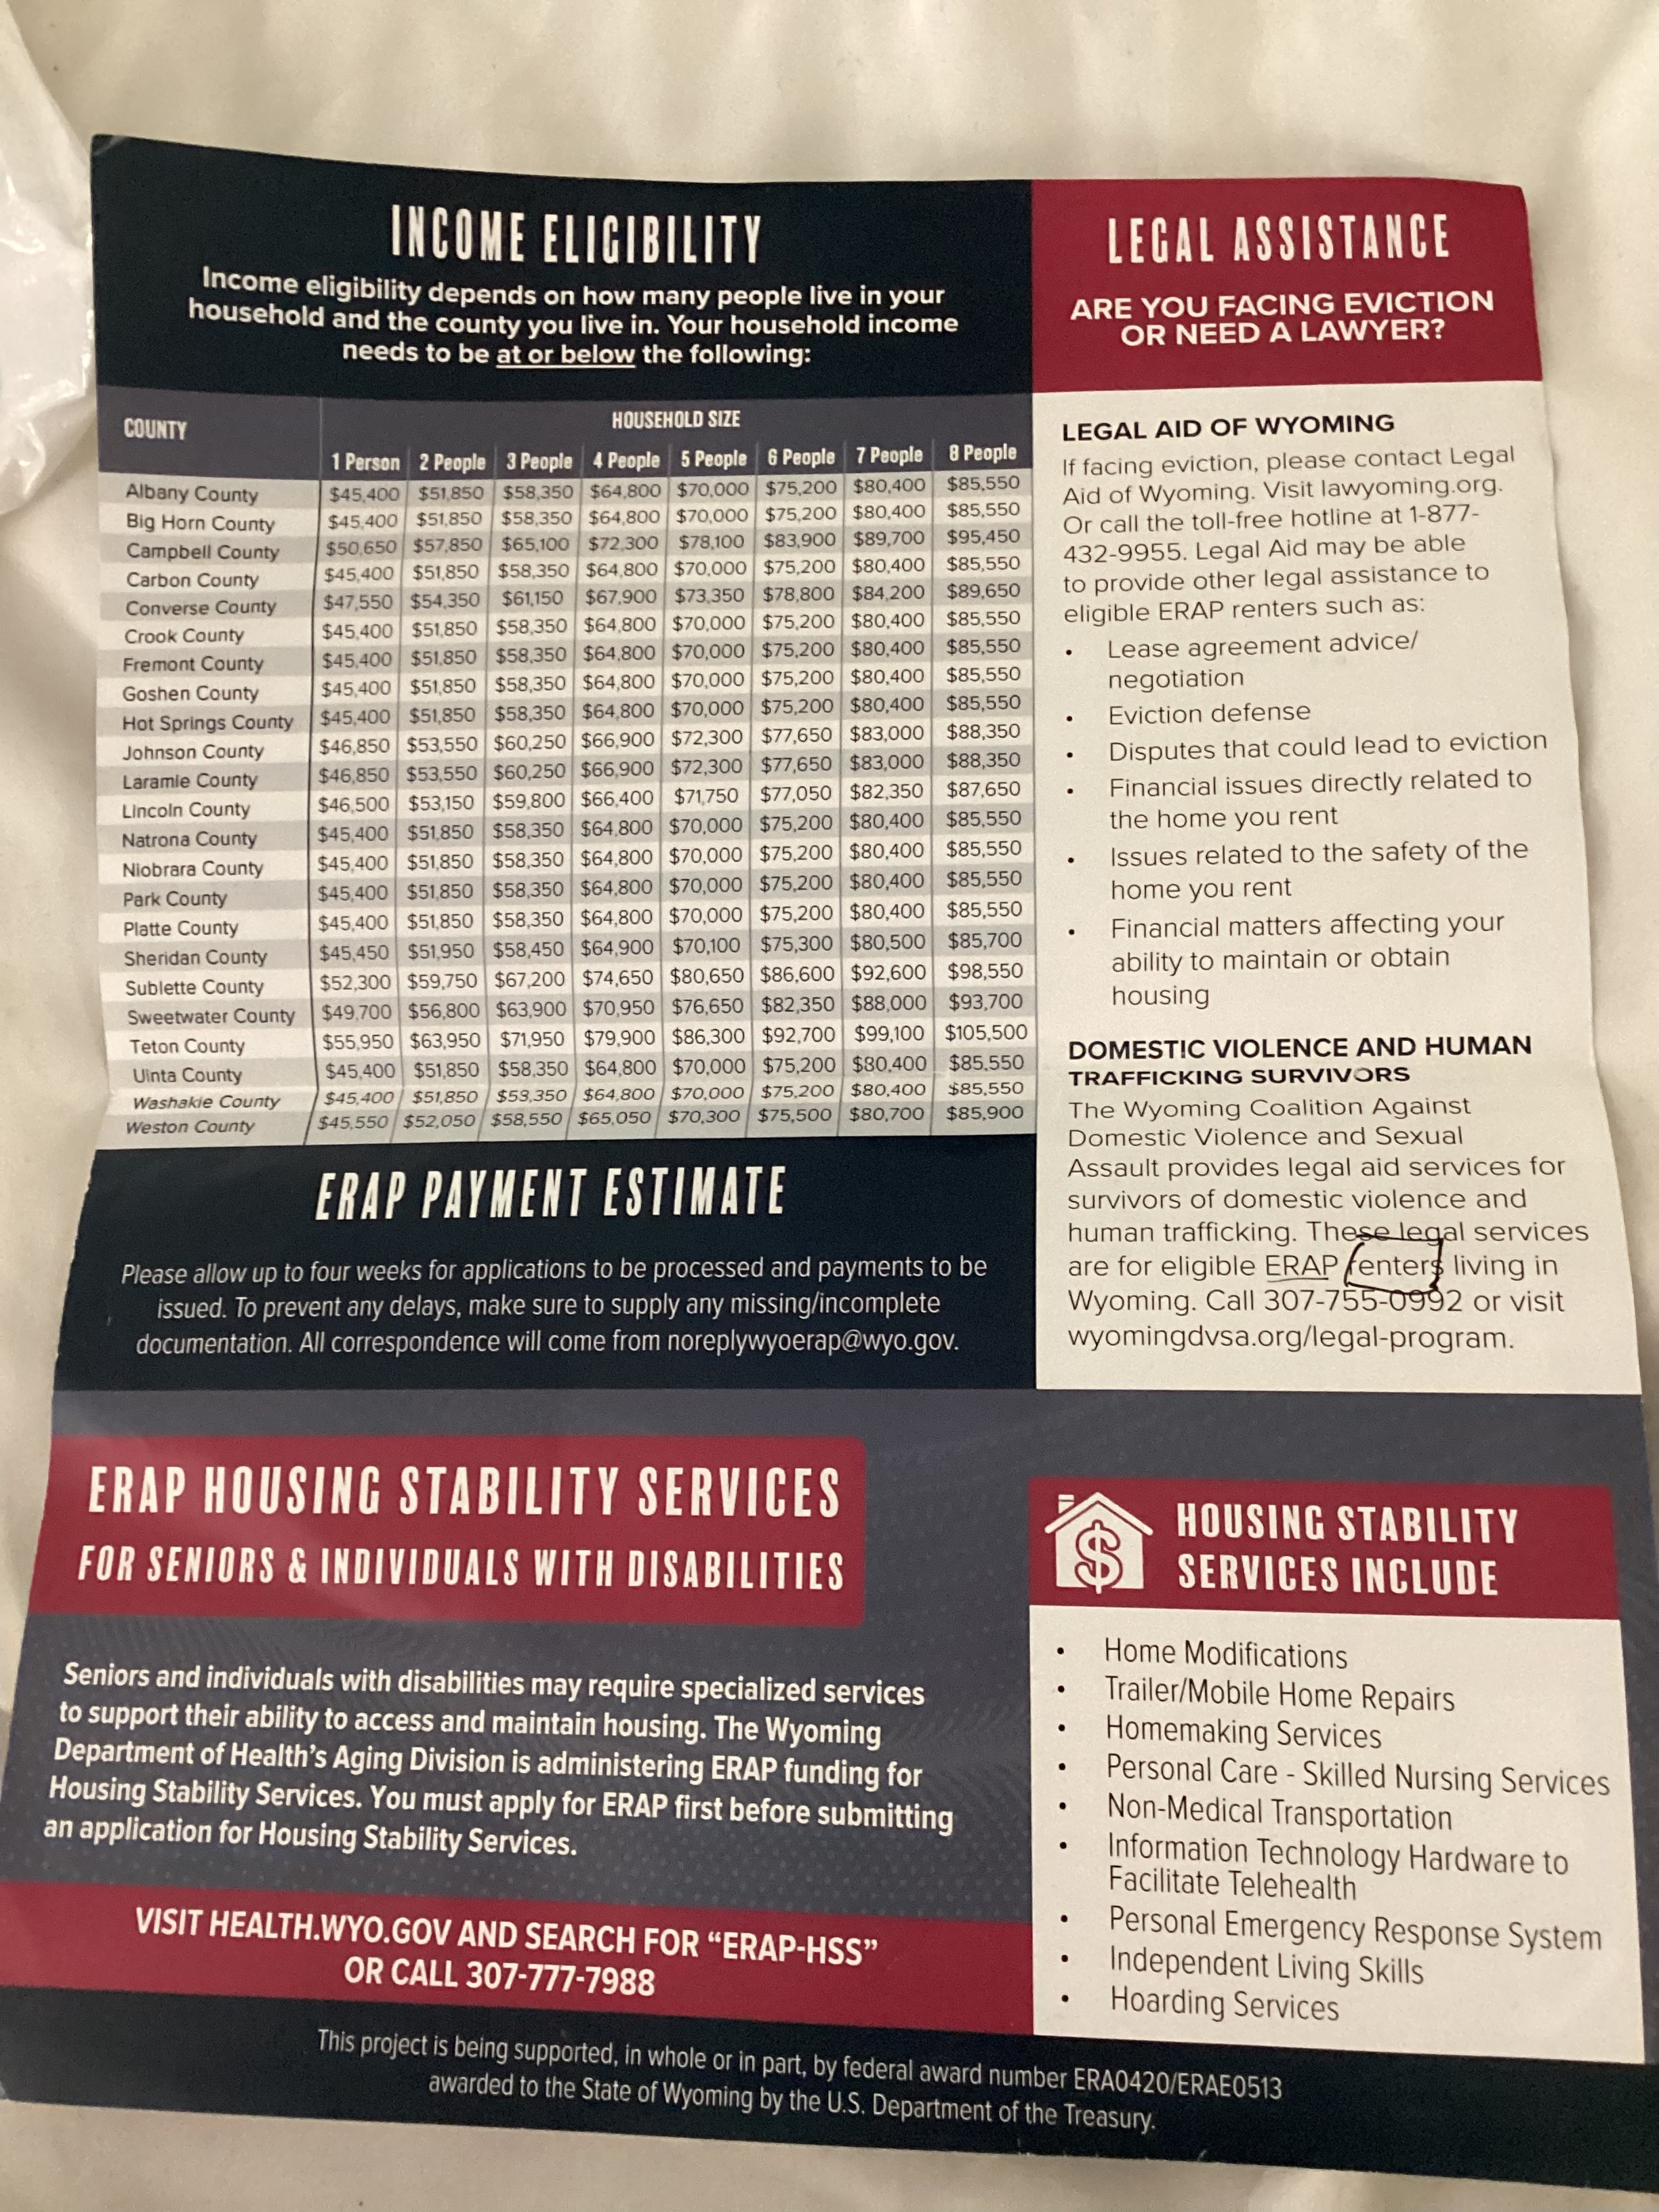 INCOME ELIGIBILITY
Income eligibility depends on how many people live in your
household and the county you live in. Your household income
needs to be at or below the following:
COUNTY
HOUSEHOLD SIZE
1 Person 2 People 3 People 4 People 5 People 6 People 7 People 8 People
Albany County $45,400 $51,850 $58,350 $64,800 $70,000 $75,200 $80,400 $85,550
Big Horn County $45,400 $51,850 $58,350 $64,800 $70,000 $75,200 $80,400 $85,550
Campbell County $50,650 $57,850 $65,100 $72,300 $78,100 $83,900 $89,700 $95,450
Carbon County $45,400 $51,850 $58,350 $64,800 $70,000 $75,200 $80,400 $85,550
Converse County $47,550 $54,350 $61,150 $67,900 $73,350 $78,800 $84,200 $89,650
Crook County $45,400 $51,850 $58,350 $64,800 $70,000 $75,200 $80,400 $85,550
Fremont County $45,400 $51,850 $58,350 $64,800 $70,000 $75,200 $80,400 $85,550
Goshen County $45,400 $51,850 $58,350 $64,800 $70,000 $75,200 $80,400 $85,550
Hot Springs County $45,400 $51,850 $58,350 $64,800 $70,000 $75,200 $80,400 $85,550
Johnson County $46,850 $53,550 $60,250 $66,900 $72,300 $77,650 $83,000 $88,350
Laramie County $46,850 $53,550 $60,250 $66,900 $72,300 $77,650 $83,000 $88,350
Lincoln County $46,500 $53,150 $59,800 $66,400 $71,750 $77,050 $82,350 $87,650
Natrona County $45,400 $51,850 $58,350 $64,800 $70,000 $75,200 $80,400 $85,550
Niobrara County $45,400 $51,850 $58,350 $64,800 $70,000 $75,200 $80,400 $85,550
Park County $45,400 $51,850 $58,350 $64,800 $70,000 $75,200 $80,400 $85,550
Platte County $45,400 $51,850 $58,350 $64,800 $70,000 $75,200 $80,400 $85,550
Sheridan County $45,450 $51,950 $58,450 $64,900 $70,100 $75,300 $80,500 $85,700
Sublette County $52,300 $59,750 $67,200 $74,650 $80,650 $86,600 $92,600 $98,550
Sweetwater County $49,700 $56,800 $63,900 $70,950 $76,650 $82,350 $88,000 $93,700
Teton County $55,950 $63,950 $71,950 $79,900 $86,300 $92,700 $99,100 $105,500
Uinta County $45,400 $51,850 $58,350 $64,800 $70,000 $75,200 $80,400 $85,550
Washakie County $45,400 $51,850 $58,350 $64,800 $70,000 $75,200 $80,400 $85,550
Weston County $45,550 $52,050 $58,550 $65,050 $70,300 $75,500 $80,700 $85,900
ERAP PAYMENT ESTIMATE
Please allow up to four weeks for applications to be processed and payments to be
issued. To prevent any delays, make sure to supply any missing/incomplete
documentation. All correspondence will come from noreplywyoerap@wyo.gov.
LEGAL ASSISTANCE
ARE YOU FACING EVICTION
OR NEED A LAWYER?
LEGAL AID OF WYOMING
If facing eviction, please contact Legal
Aid of Wyoming. Visit lawyoming.org.
Or call the toll-free hotline at 1-877-
432-9955. Legal Aid may be able
to provide other legal assistance to
eligible ERAP renters such as:
• Lease agreement advice/
negotiation
• Eviction defense
• Disputes that could lead to eviction
• Financial issues directly related to
the home you rent
• Issues related to the safety of the
home you rent
• Financial matters affecting your
ability to maintain or obtain
housing
DOMESTIC VIOLENCE AND HUMAN
TRAFFICKING SURVIVORS
The Wyoming Coalition Against
Domestic Violence and Sexual
Assault provides legal aid services for
survivors of domestic violence and
human trafficking. These legal services
are for eligible ERAP renters living in
Wyoming. Call 307-755-0992 or visit
wyomingdvsa.org/legal-program.
ERAP HOUSING STABILITY SERVICES
FOR SENIORS & INDIVIDUALS WITH DISABILITIES
Seniors and individuals with disabilities may require specialized services
to support their ability to access and maintain housing. The Wyoming
Department of Health's Aging Division is administering ERAP funding for
Housing Stability Services. You must apply for ERAP first before submitting
an application for Housing Stability Services.
VISIT HEALTH.WYO.GOV AND SEARCH FOR “ERAP-HSS”
OR CALL 307-777-7988
HOUSING STABILITY
SERVICES INCLUDE
• Home Modifications
• Trailer/Mobile Home Repairs
• Homemaking Services
• Personal Care - Skilled Nursing Services
• Non-Medical Transportation
• Information Technology Hardware to
Facilitate Telehealth
• Personal Emergency Response System
• Independent Living Skills
• Hoarding Services
This project is being supported, in whole or in part, by federal award number ERA0420/ERAE0513
awarded to the State of Wyoming by the U.S. Department of the Treasury.